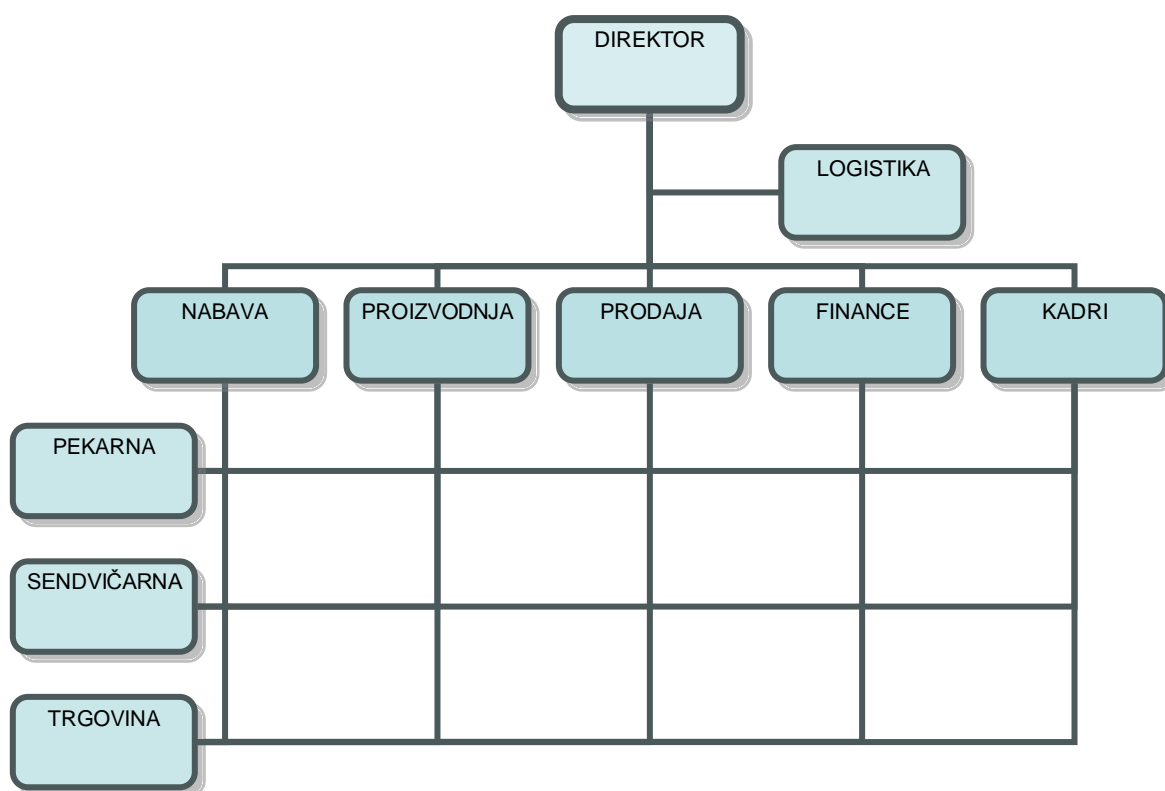 DIREKTOR
LOGISTIKA
NABAVA
PROIZVODNJA
PRODAJA
FINANCE
KADRI
PEKARNA
SENDVIČARNA
TRGOVINA